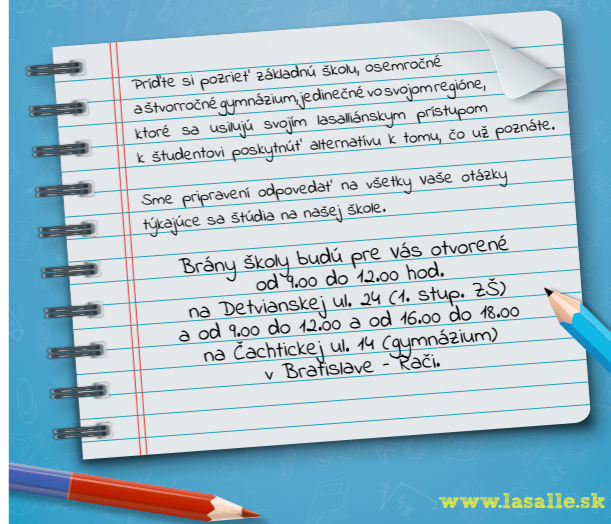 Príďte si pozrieť základnú školu, osemročné
a štvorročné gymnázium, jedinečné vo svojom regióne,
ktoré sa usilujú svojím lasalliánskym prístupom
k študentovi poskytnúť alternatívu k tomu, čo už poznáte.
Sme pripravení odpovedať na všetky vaše otázky
týkajúce sa štúdia na našej škole.
Brány školy budú pre vás otvorené
od 9.00 do 12.00 hod.
na Detvianskej ul. 24 (1. stup. ZŠ)
a od 9.00 do 12.00 a od 16.00 do 18.00
na Čachtickej ul. 14 (gymnázium)
v Bratislave - Rači.
www.lasalle.sk